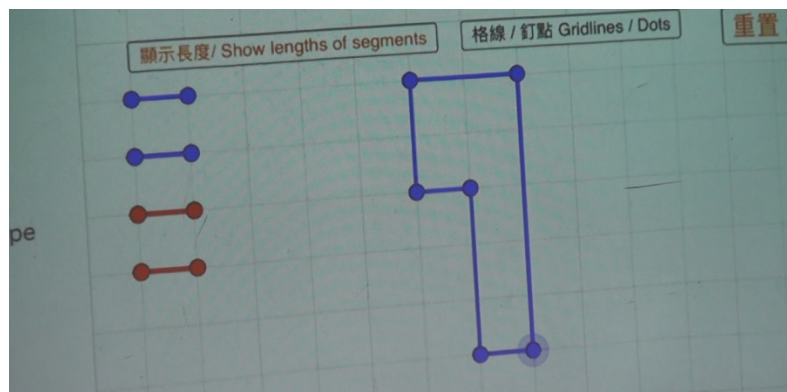 顯示長度/ Show lengths of segments
格線 / 釘點 Gridlines / Dots
重置
pe